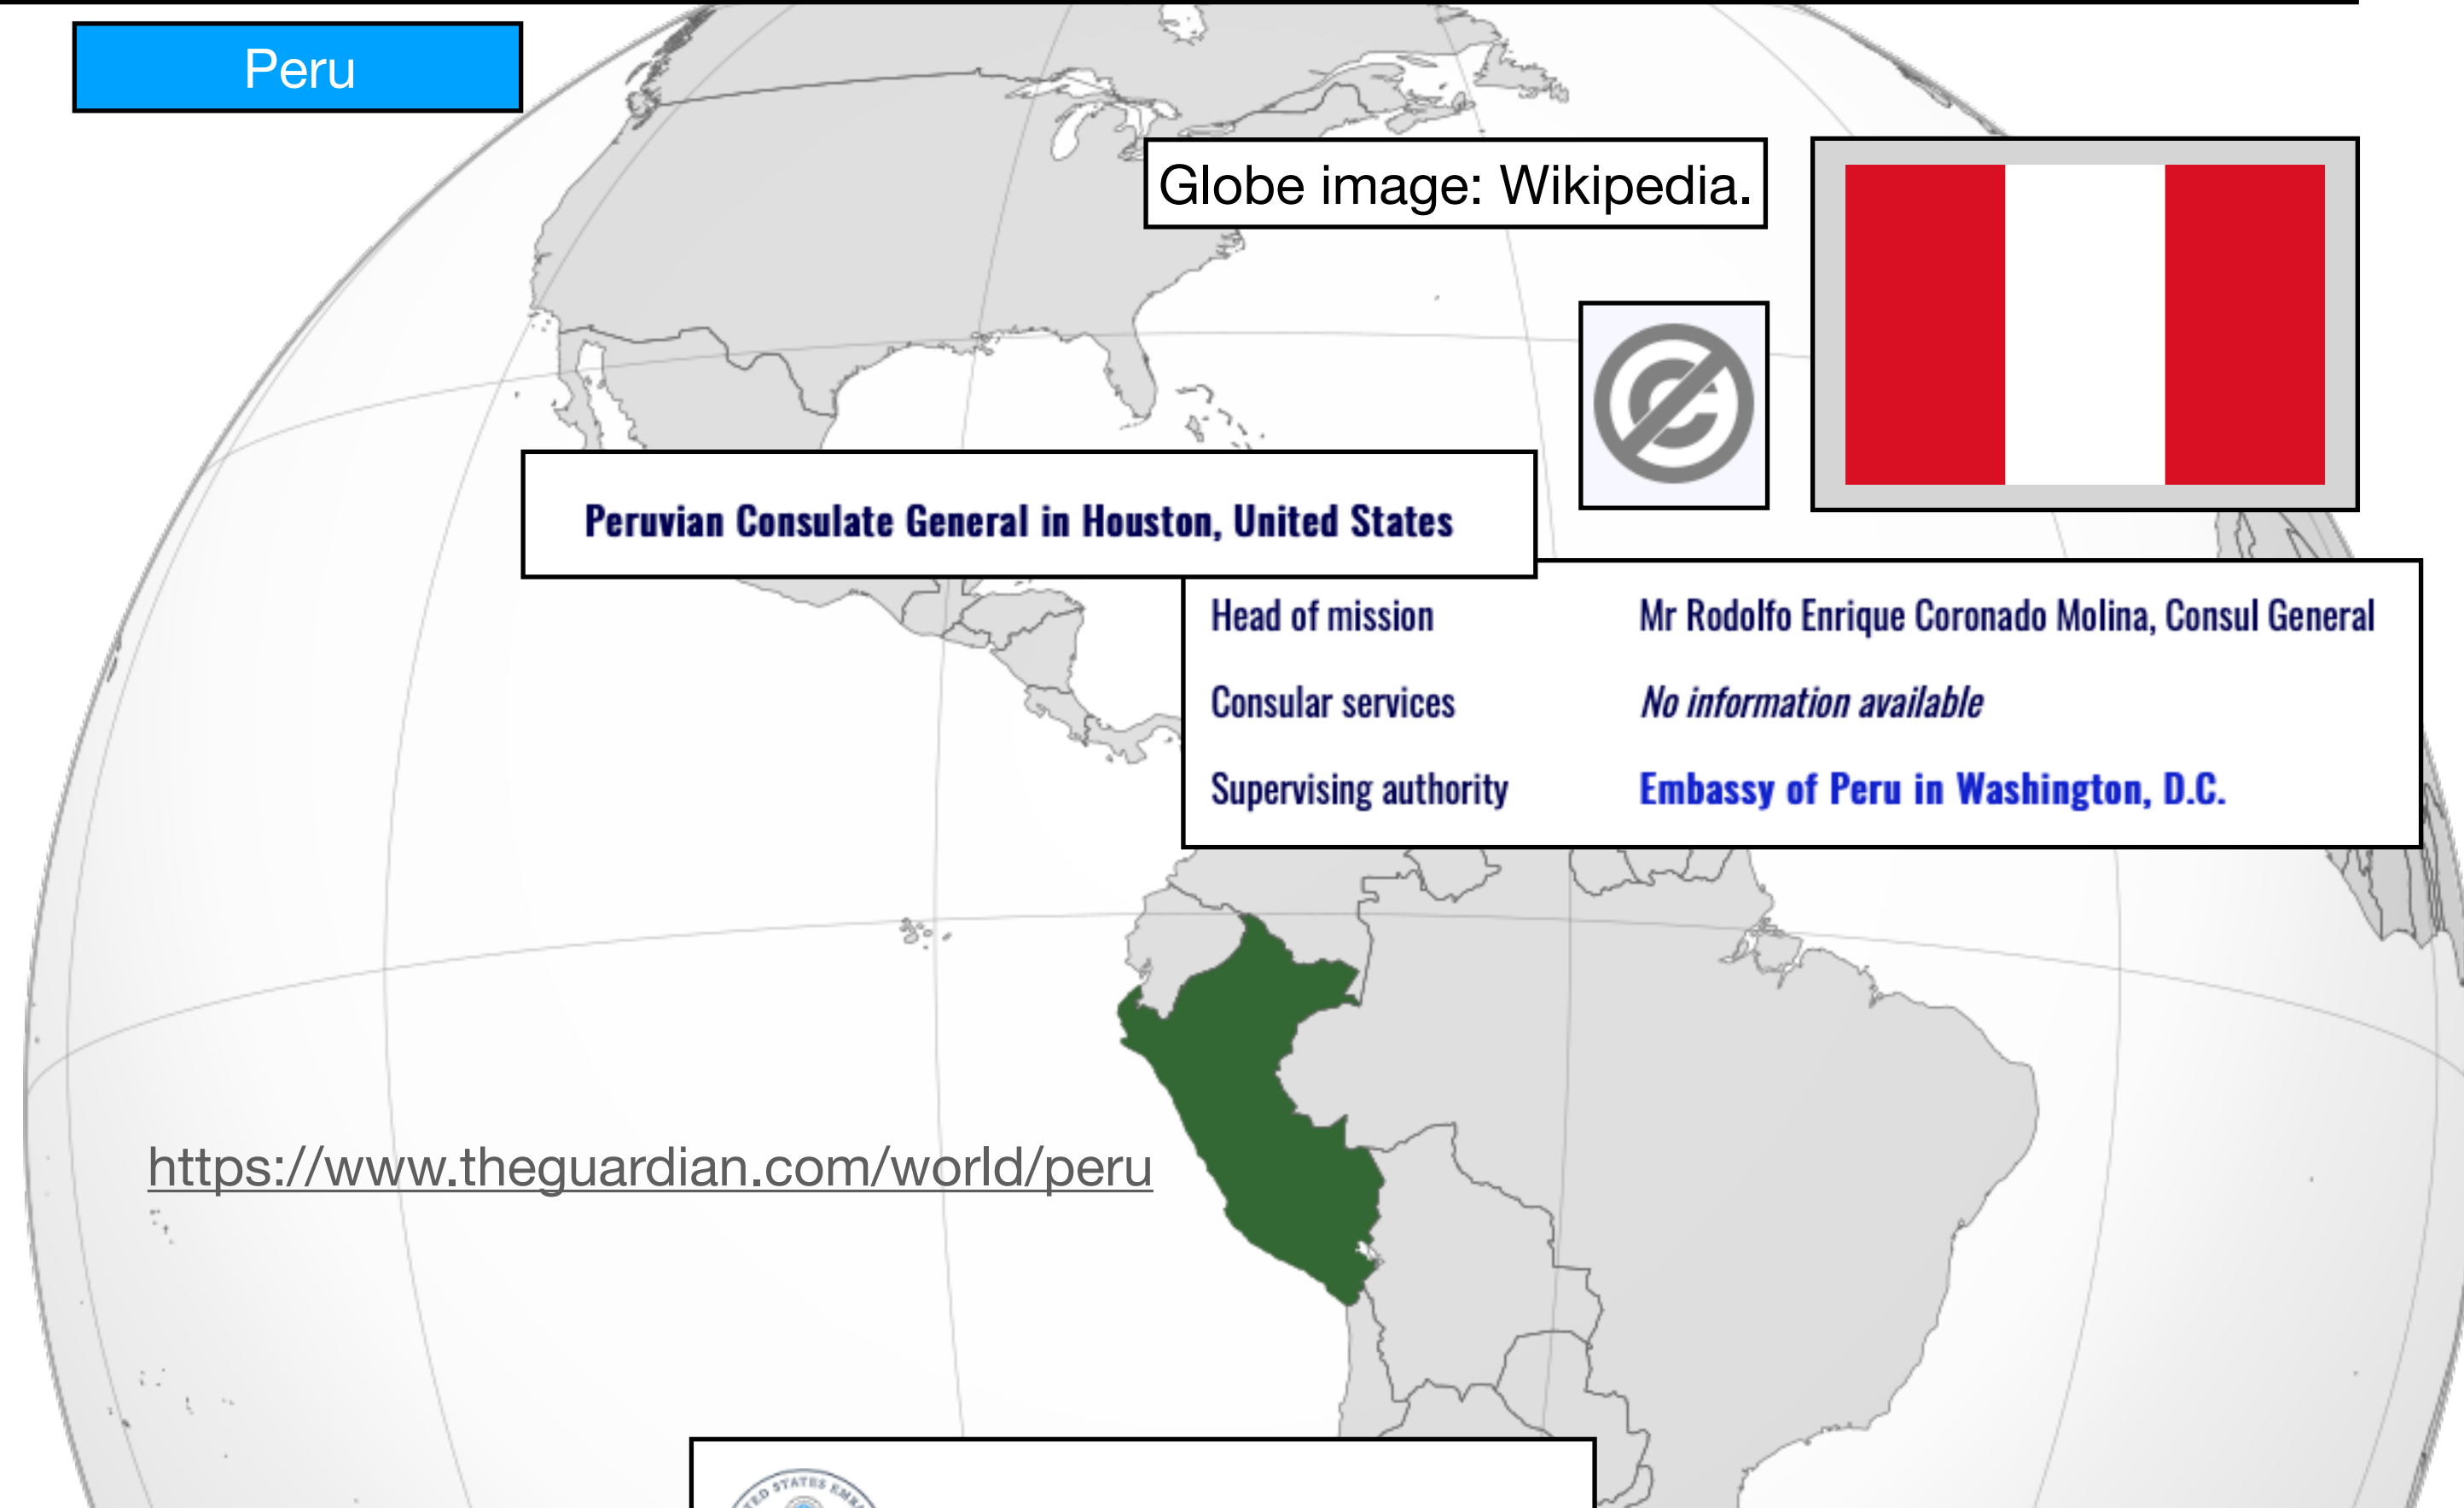 Peru
Globe image: Wikipedia.
Peruvian Consulate General in Houston, United States
Head of mission Mr Rodolfo Enrique Coronado Molina, Consul General
Consular services No information available
Supervising authority Embassy of Peru in Washington, D.C.
https://www.theguardian.com/world/peru
STATES